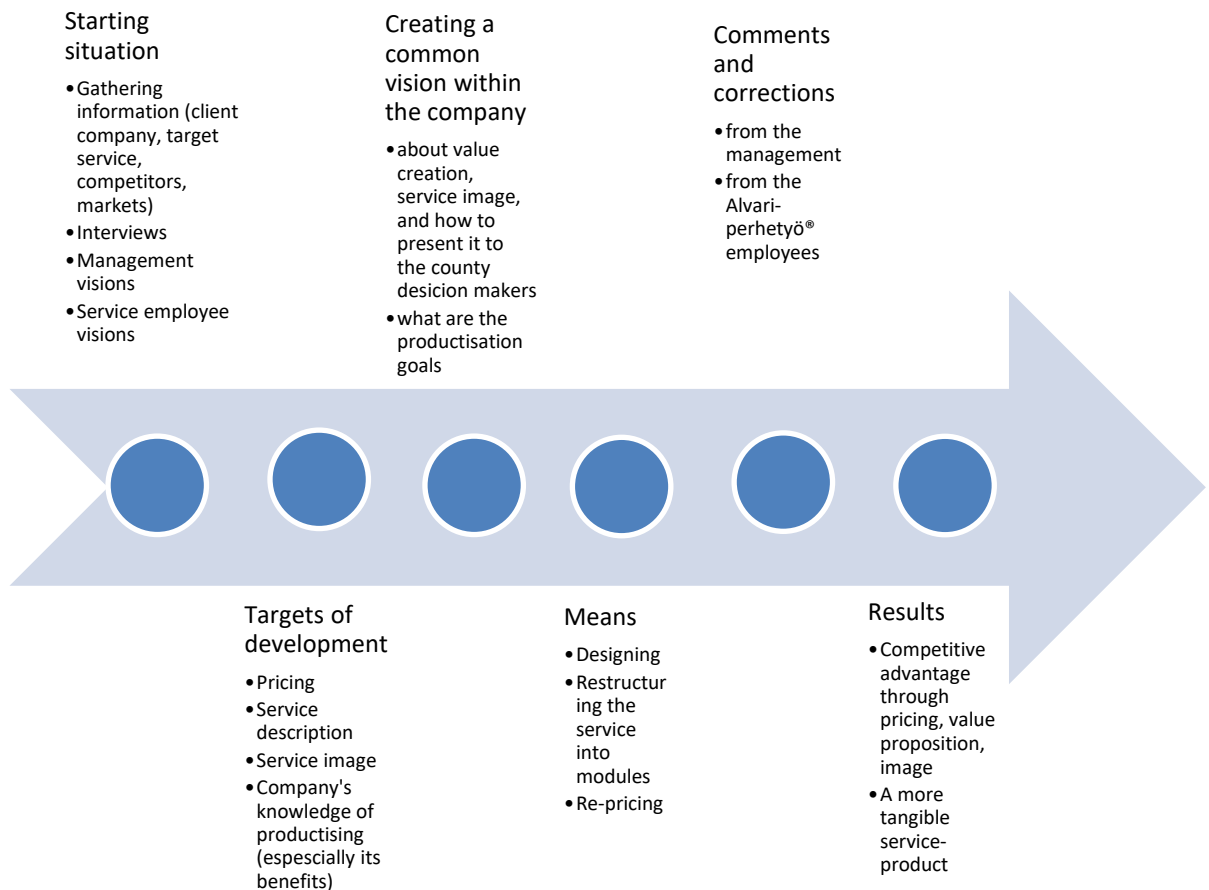 Starting
situation
•Gathering
information (client
company, target
service,
competitors,
markets)
•Interviews
•Management
visions
•Service employee
visions
Targets of
development
•Pricing
•Service
description
•Service image
•Company's
knowledge of
productising
(espescially its
benefits)
Creating a
common
vision within
the company
•about value
creation,
service image,
and how to
present it to
the county
desicion makers
•what are the
productisation
goals
Means
•Designing
•Restructur
ing the
service
into
modules
•Re-pricing
Comments
and
corrections
•from the
management
•from the
Alvari-
perhetyö®
employees
Results
•Competitive
advantage
through
pricing, value
proposition,
image
•A more
tangible
service-
product